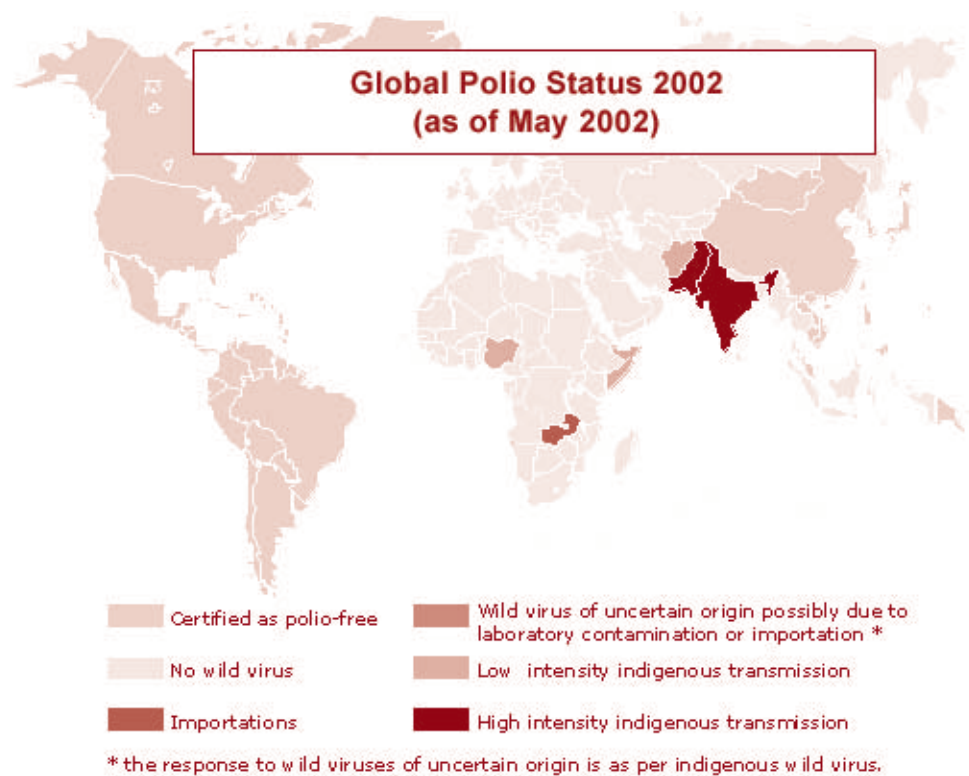 Global Polio Status 2002
(as of May 2002)
Certified as polio-free
No wild virus
Importations
Wild virus of uncertain origin possibly due to
laboratory contamination or importation *
Low intensity indigenous transmission
High intensity indigenous transmission
* the response to wild viruses of uncertain origin is as per indigenous wild virus.